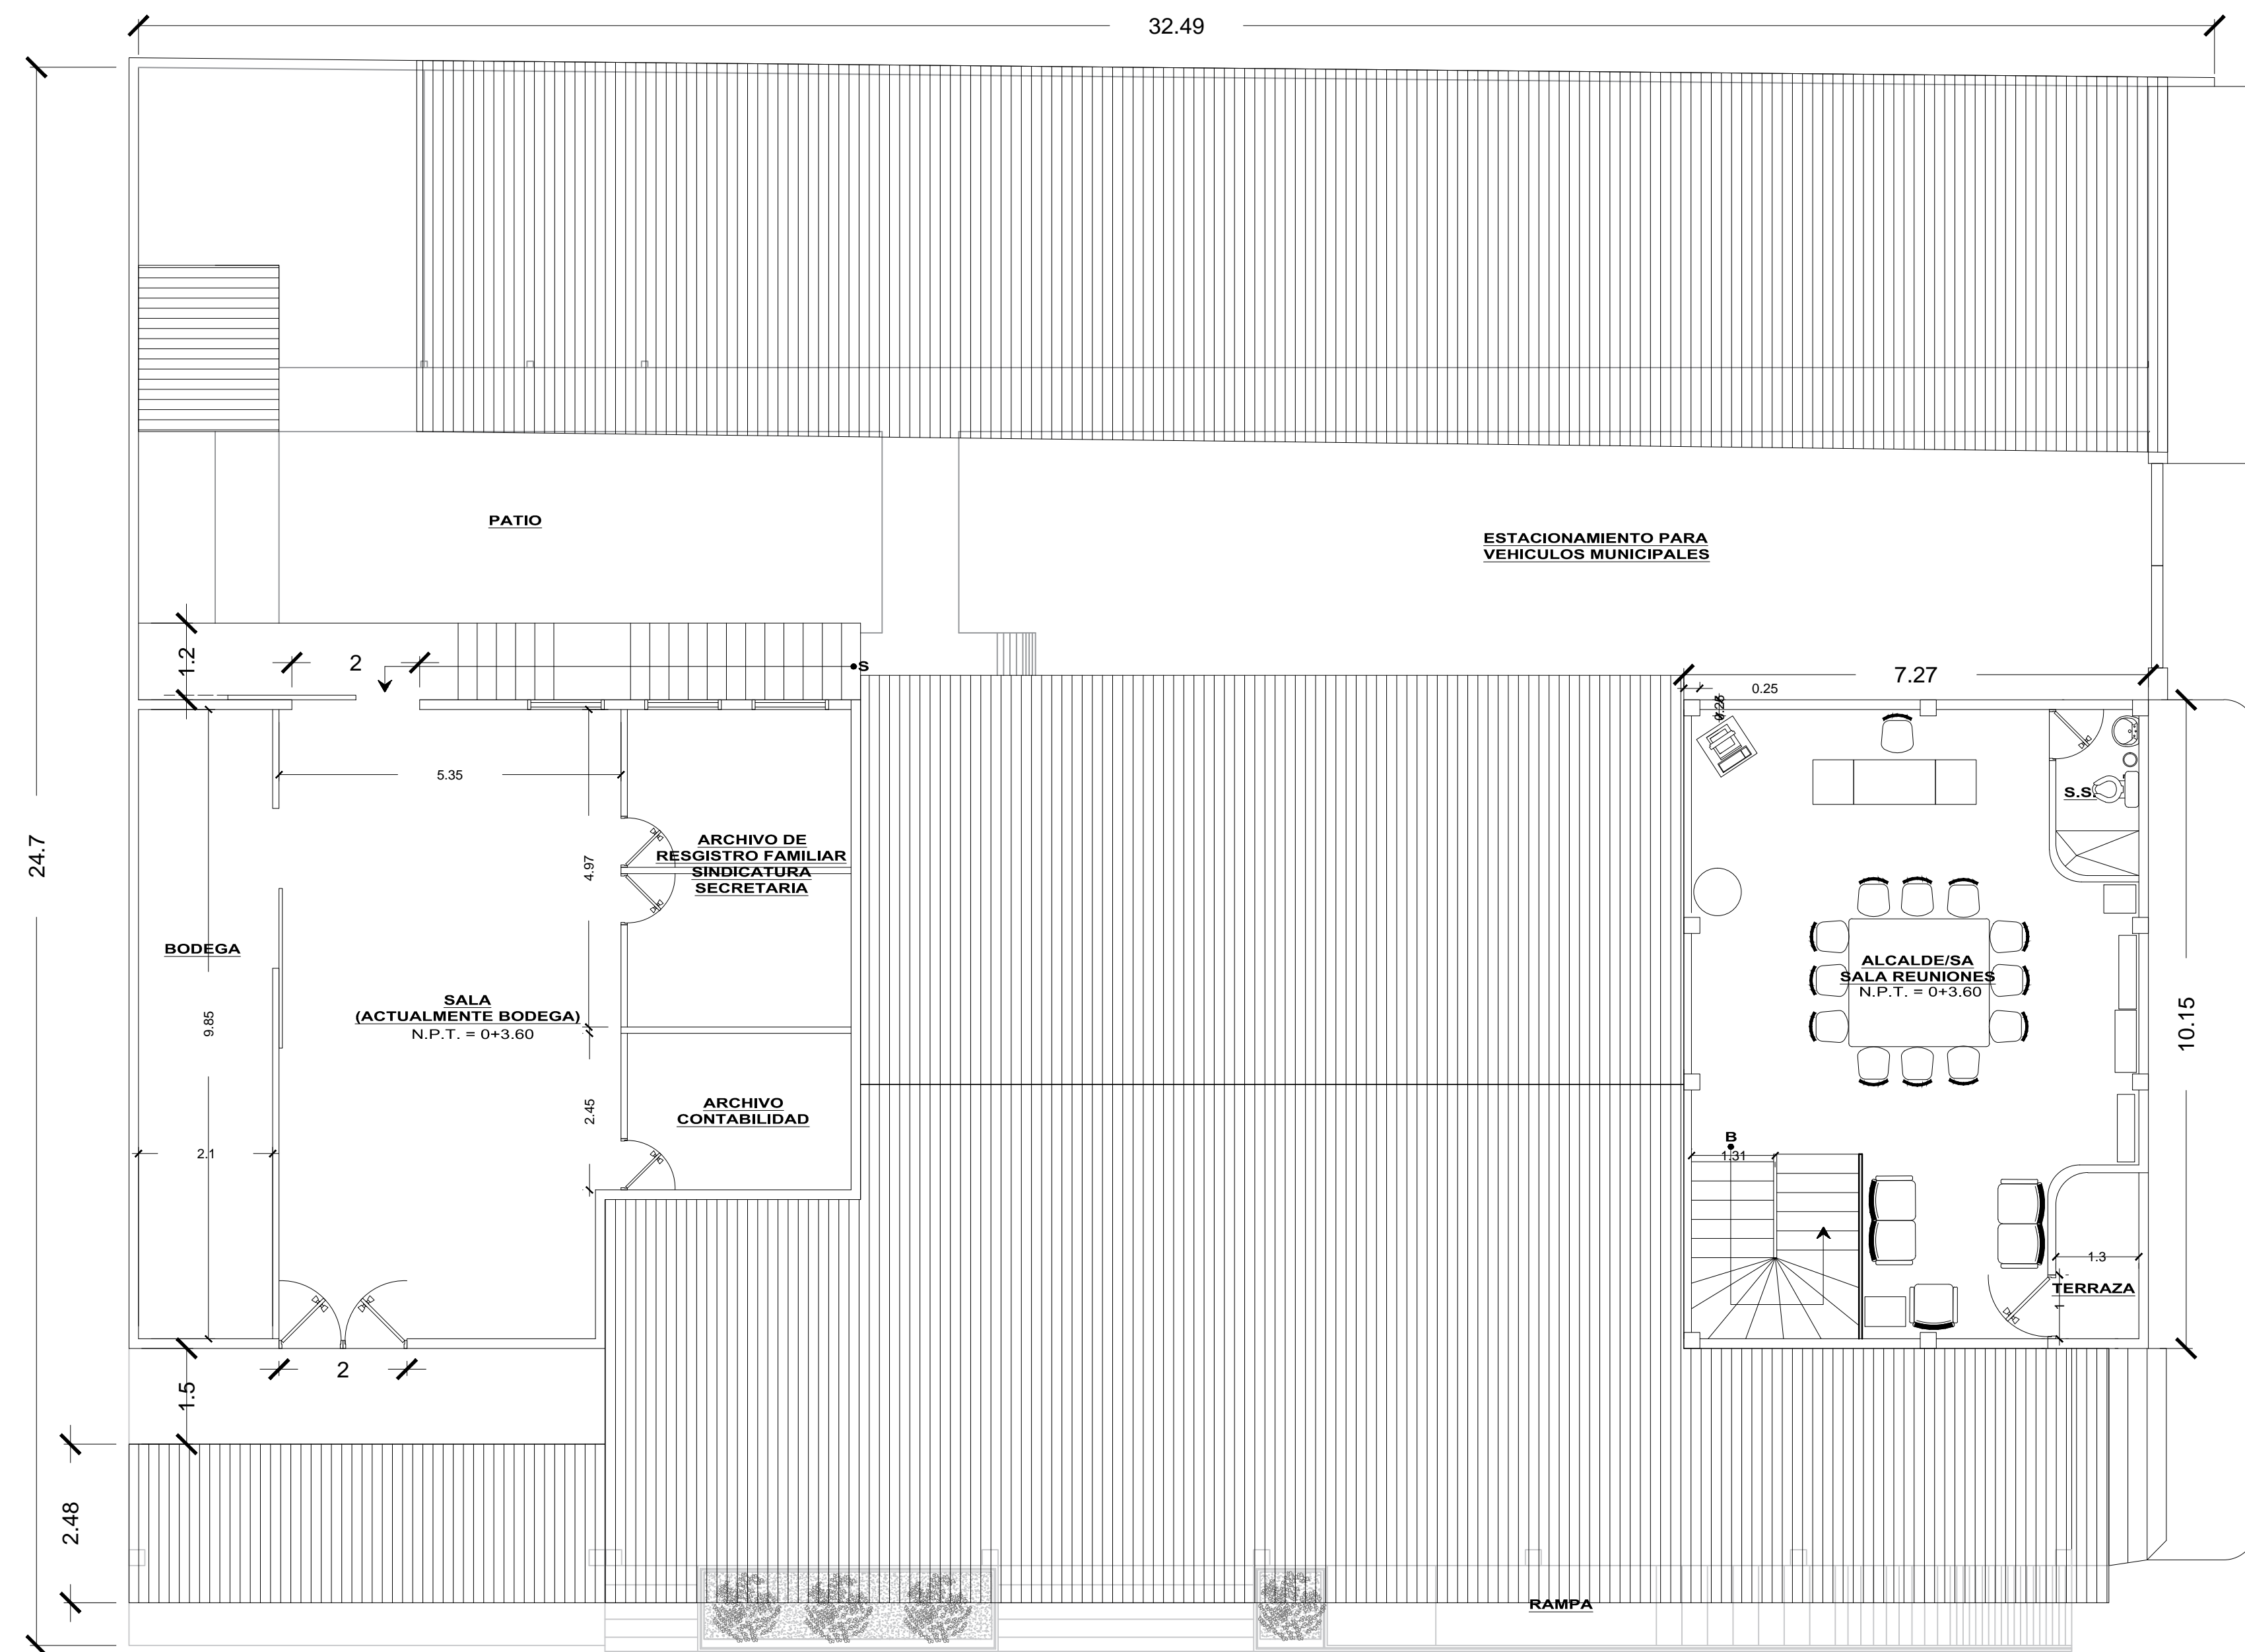 32.49
24.7
PATIO
ESTACIONAMIENTO PARA
VEHICULOS MUNICIPALES
1.2
2
S
7.27
0.25
5.35
4.97
ARCHIVO DE
RESGISTRO FAMILIAR
SINDICATURA
SECRETARIA
S.S.
BODEGA
9.85
SALA
(ACTUALMENTE BODEGA)
N.P.T. = 0+3.60
ALCALDE/SA
SALA REUNIONES
N.P.T. = 0+3.60
10.15
2.45
ARCHIVO
CONTABILIDAD
2.1
B
1.31
1.3
TERRAZA
1
2
1.5
2.48
RAMPA